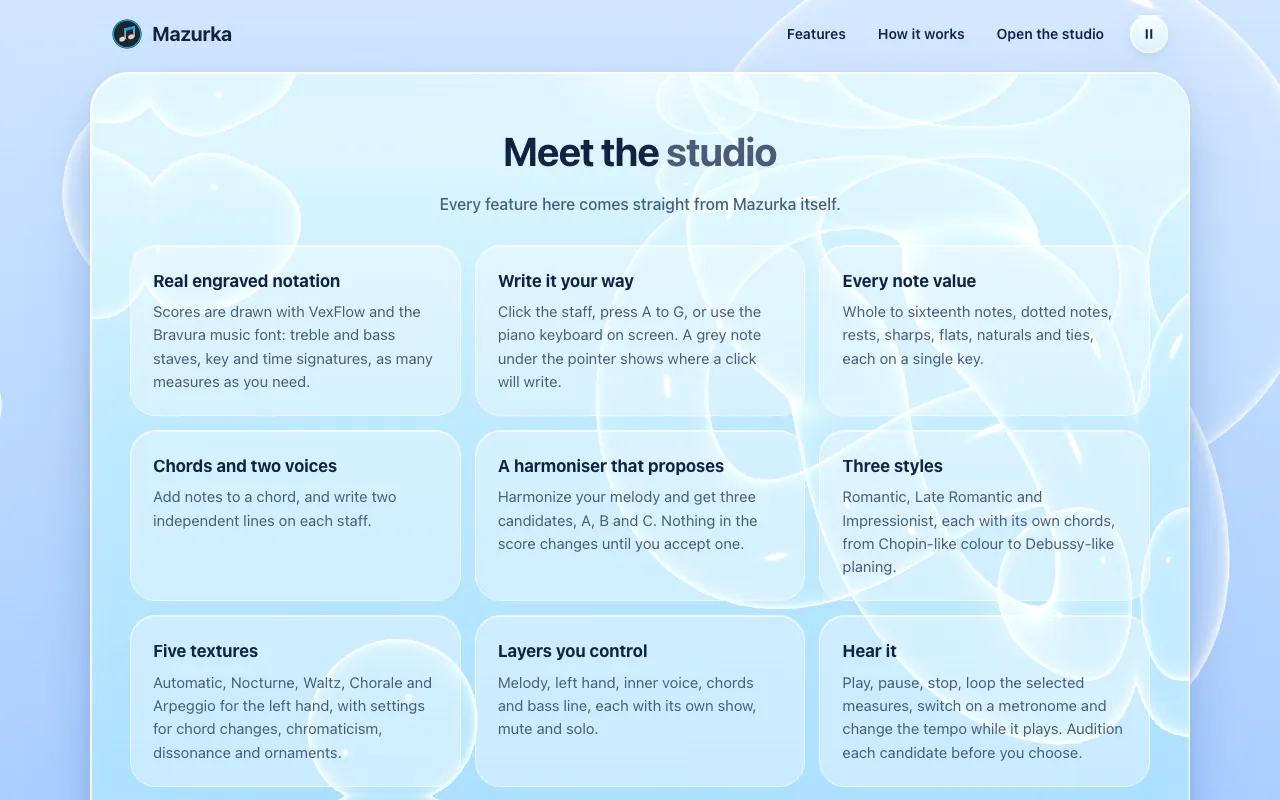 Mazurka
Features
How it works
Open the studio
Meet the studio
Every feature here comes straight from Mazurka itself.
Real engraved notation
Scores are drawn with VexFlow and the
Bravura music font: treble and bass
staves, key and time signatures, as many
measures as you need.
Write it your way
Click the staff, press A to G, or use the
piano keyboard on screen. A grey note
under the pointer shows where a click
will write.
Every note value
Whole to sixteenth notes, dotted notes,
rests, sharps, flats, naturals and ties,
each on a single key.
Chords and two voices
Add notes to a chord, and write two
independent lines on each staff.
A harmoniser that proposes
Harmonize your melody and get three
candidates, A, B and C. Nothing in the
score changes until you accept one.
Three styles
Romantic, Late Romantic and
Impressionist, each with its own chords,
from Chopin-like colour to Debussy-like
planing.
Five textures
Automatic, Nocturne, Waltz, Chorale and
Arpeggio for the left hand, with settings
for chord changes, chromaticism,
dissonance and ornaments.
Layers you control
Melody, left hand, inner voice, chords
and bass line, each with its own show,
mute and solo.
Hear it
Play, pause, stop, loop the selected
measures, switch on a metronome and
change the tempo while it plays. Audition
each candidate before you choose.